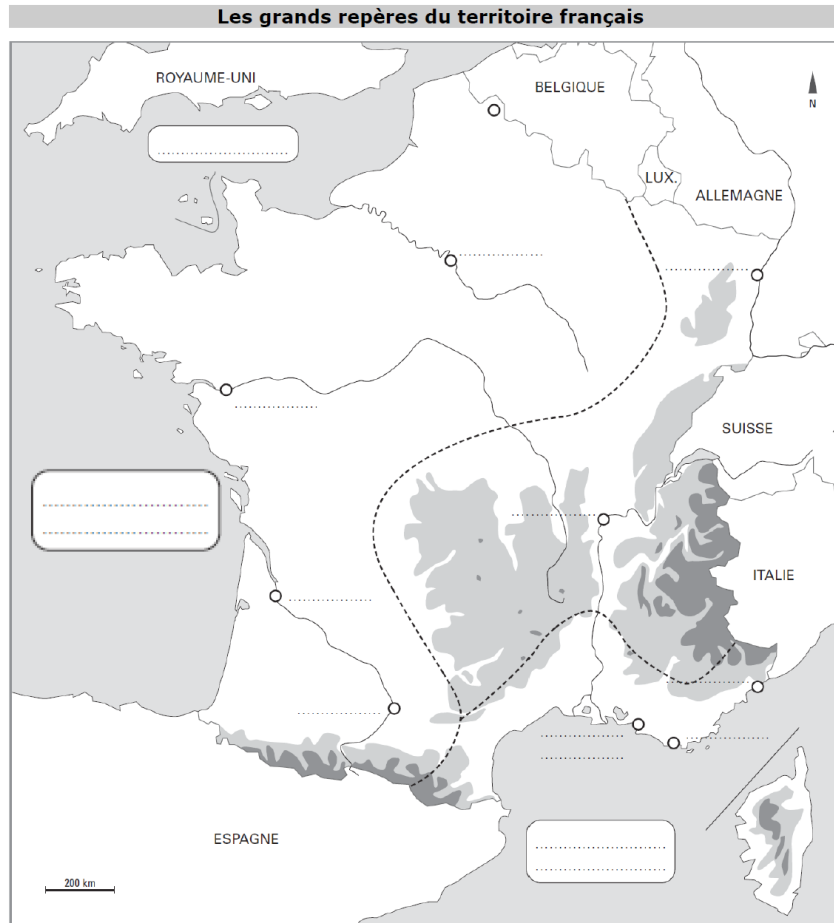 Les grands repères du territoire français
ROYAUME-UNI
BELGIQUE
N
LUX.
ALLEMAGNE
SUISSE
ITALIE
ESPAGNE
200 km